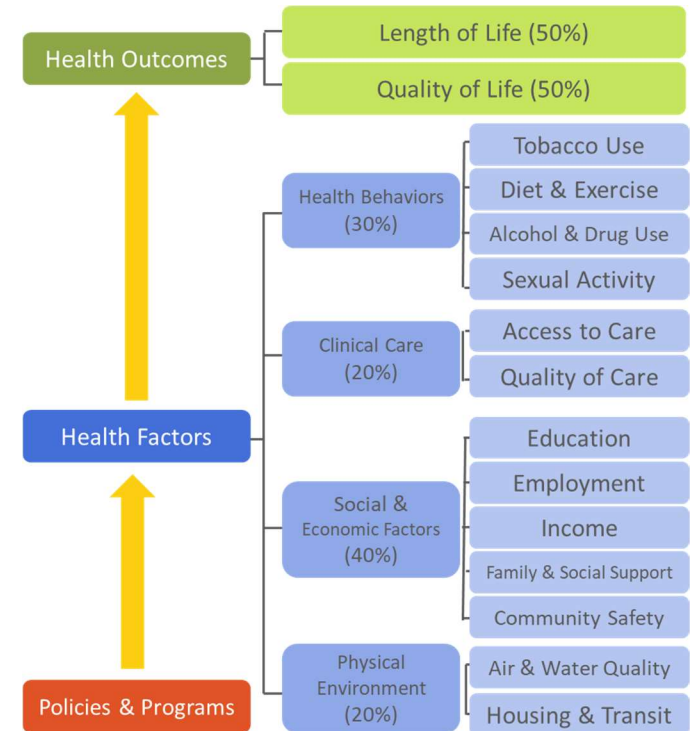 Health Outcomes
Length of Life (50%)
Quality of Life (50%)
Health Behaviors
(30%)
Tobacco Use
Diet & Exercise
Alcohol & Drug Use
Sexual Activity
Clinical Care
(20%)
Access to Care
Quality of Care
Health Factors
Social &
Economic Factors
(40%)
Education
Employment
Income
Family & Social Support
Community Safety
Physical
Environment
(20%)
Air & Water Quality
Housing & Transit
Policies & Programs